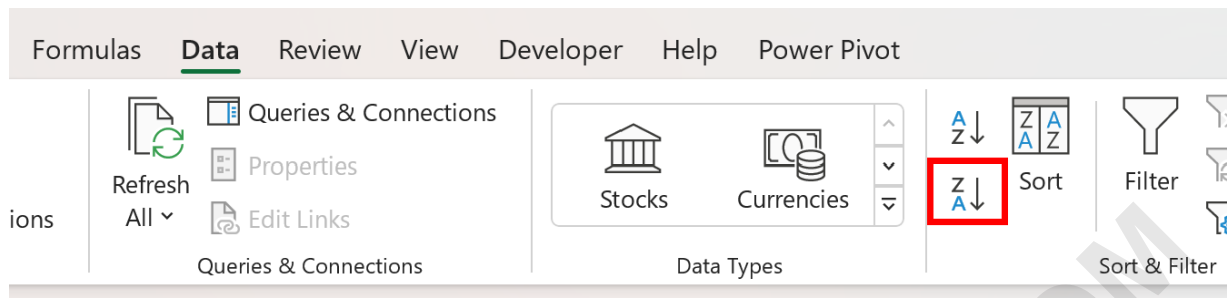 Formulas Data Review View Developer Help Power Pivot
Queries & Connections
Properties
Edit Links
Refresh
All
ions
Stocks
Currencies
A
Z
Z
A
Z A
A Z
Sort
Filter
Queries & Connections
Data Types
Sort & Filter
OM